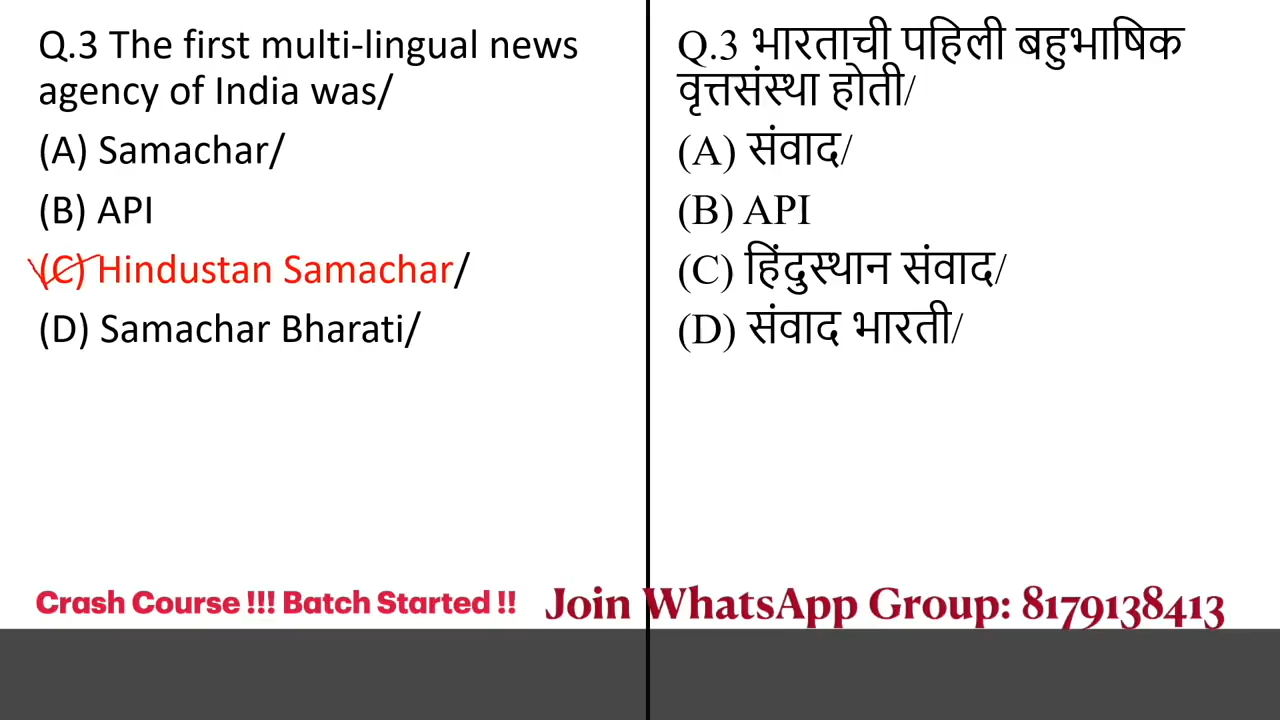 Q.3 The first multi-lingual news
agency of India was/
(A) Samachar/
(B) API
(C) Hindustan Samachar/
(D) Samachar Bharati/
Q.3 भारताची पहिली बहुभाषिक
वृत्तसंस्था होती/
(A) संवाद/
(B) API
(C) हिंदुस्थान संवाद/
(D) संवाद भारती/
Crash Course !!! Batch Started !!
Join WhatsApp Group: 8179138413